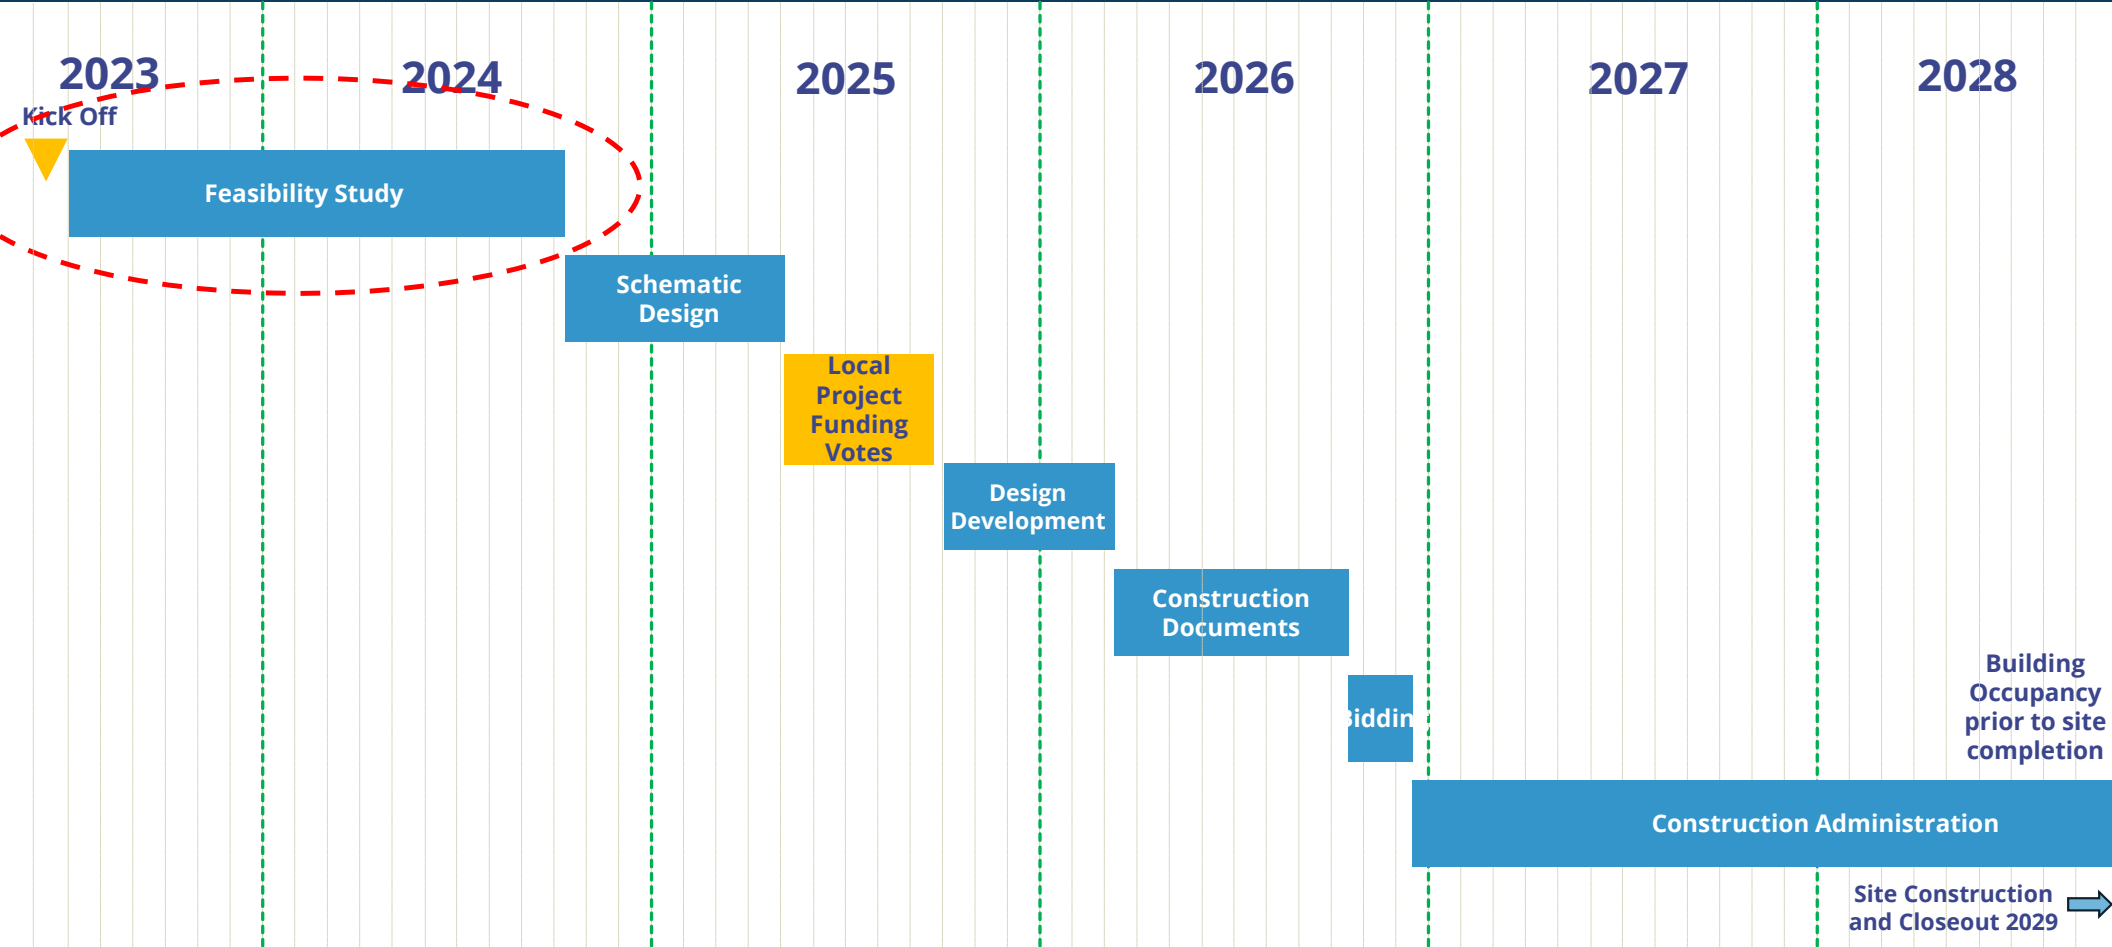 2023
2024
2025
2026
2027
2028
Kick Off
Feasibility Study
Schematic
Design
Local
Project
Funding
Votes
Design
Development
Construction
Documents
Biddin
Building
Occupancy
prior to site
completion
Construction Administration
Site Construction
and Closeout 2029